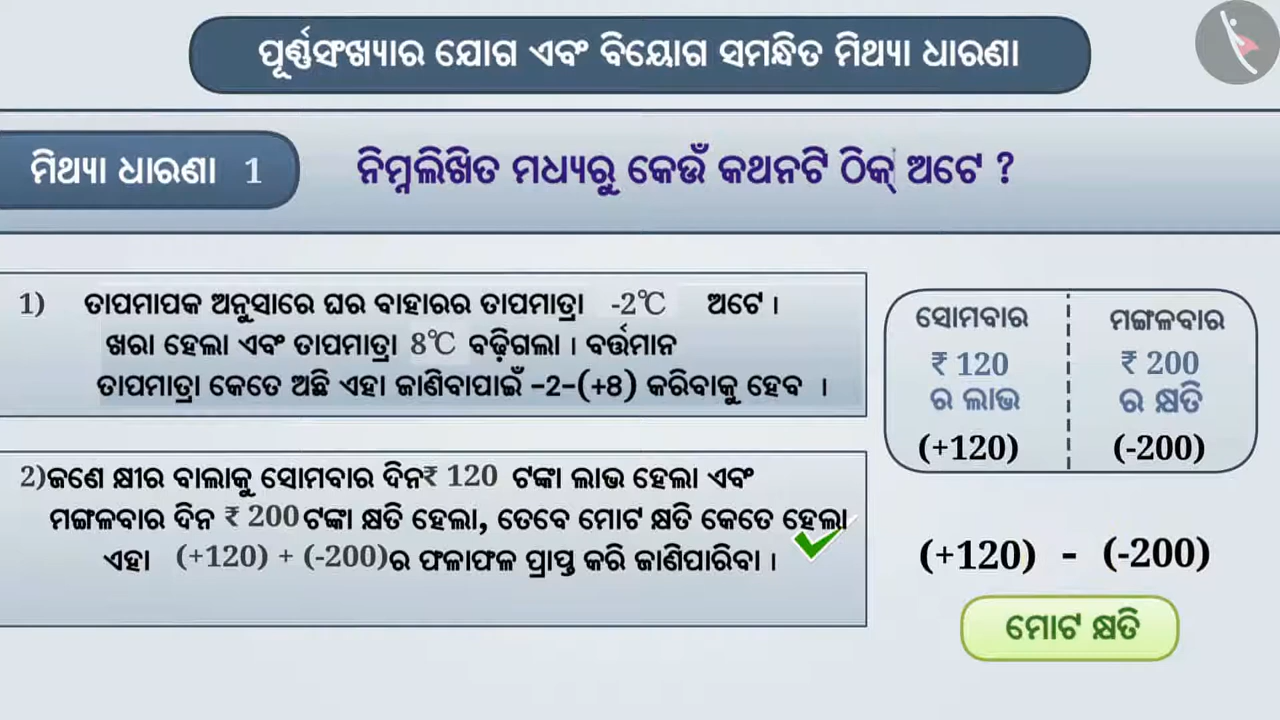 ପୂର୍ଣ୍ଣସଂଖ୍ୟାର ଯୋଗ ଏବଂ ବିୟୋଗ ସମନ୍ଧିତ ମିଥ୍ୟା ଧାରଣା
ମିଥ୍ୟା ଧାରଣା 1
ନିମ୍ନଲିଖିତ ମଧ୍ୟରୁ କେଉଁ କଥନଟି ଠିକ୍ ଅଟେ ?
1) ତାପମାପକ ଅନୁସାରେ ଘର ବାହାରର ତାପମାତ୍ରା -2℃ ଅଟେ ।
ଖରା ହେଲା ଏବଂ ତାପମାତ୍ରା 8℃ ବଢ଼ିଗଲା । ବର୍ତ୍ତମାନ
ତାପମାତ୍ରା କେତେ ଅଛି ଏହା ଜାଣିବାପାଇଁ –2–(+8) କରିବାକୁ ହେବ ।
2)ଜଣେ କ୍ଷୀର ବାଲାକୁ ସୋମବାର ଦିନ₹ 120 ଟଙ୍କା ଲାଭ ହେଲା ଏବଂ
ମଙ୍ଗଳବାର ଦିନ ₹ 200 ଟଙ୍କା କ୍ଷତି ହେଲା, ତେବେ ମୋଟ କ୍ଷତି କେତେ ହେଲା
ଏହା (+120) + (-200)ର ଫଳାଫଳ ପ୍ରାପ୍ତ କରି ଜାଣିପାରିବା ।
ସୋମବାର ମଙ୍ଗଳବାର
₹ 120 ₹ 200
ର ଲାଭ ର କ୍ଷତି
(+120) (-200)
(+120) - (-200)
ମୋଟ କ୍ଷତି